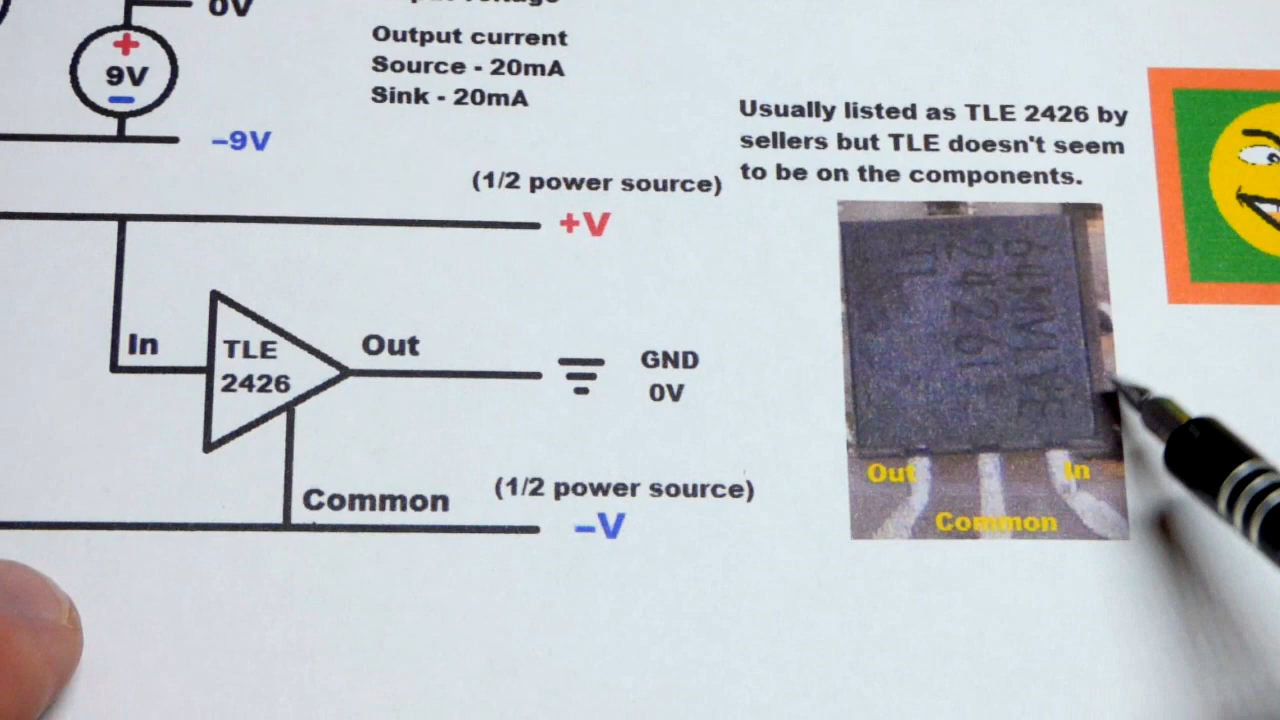 0V
+
9V
–9V
Output current
Source - 20mA
Sink - 20mA
Usually listed as TLE 2426 by
sellers but TLE doesn't seem
to be on the components.
(1/2 power source)
+V
In
TLE
2426
Out
GND
0V
Common
(1/2 power source)
–V
TI
Out
In
Common